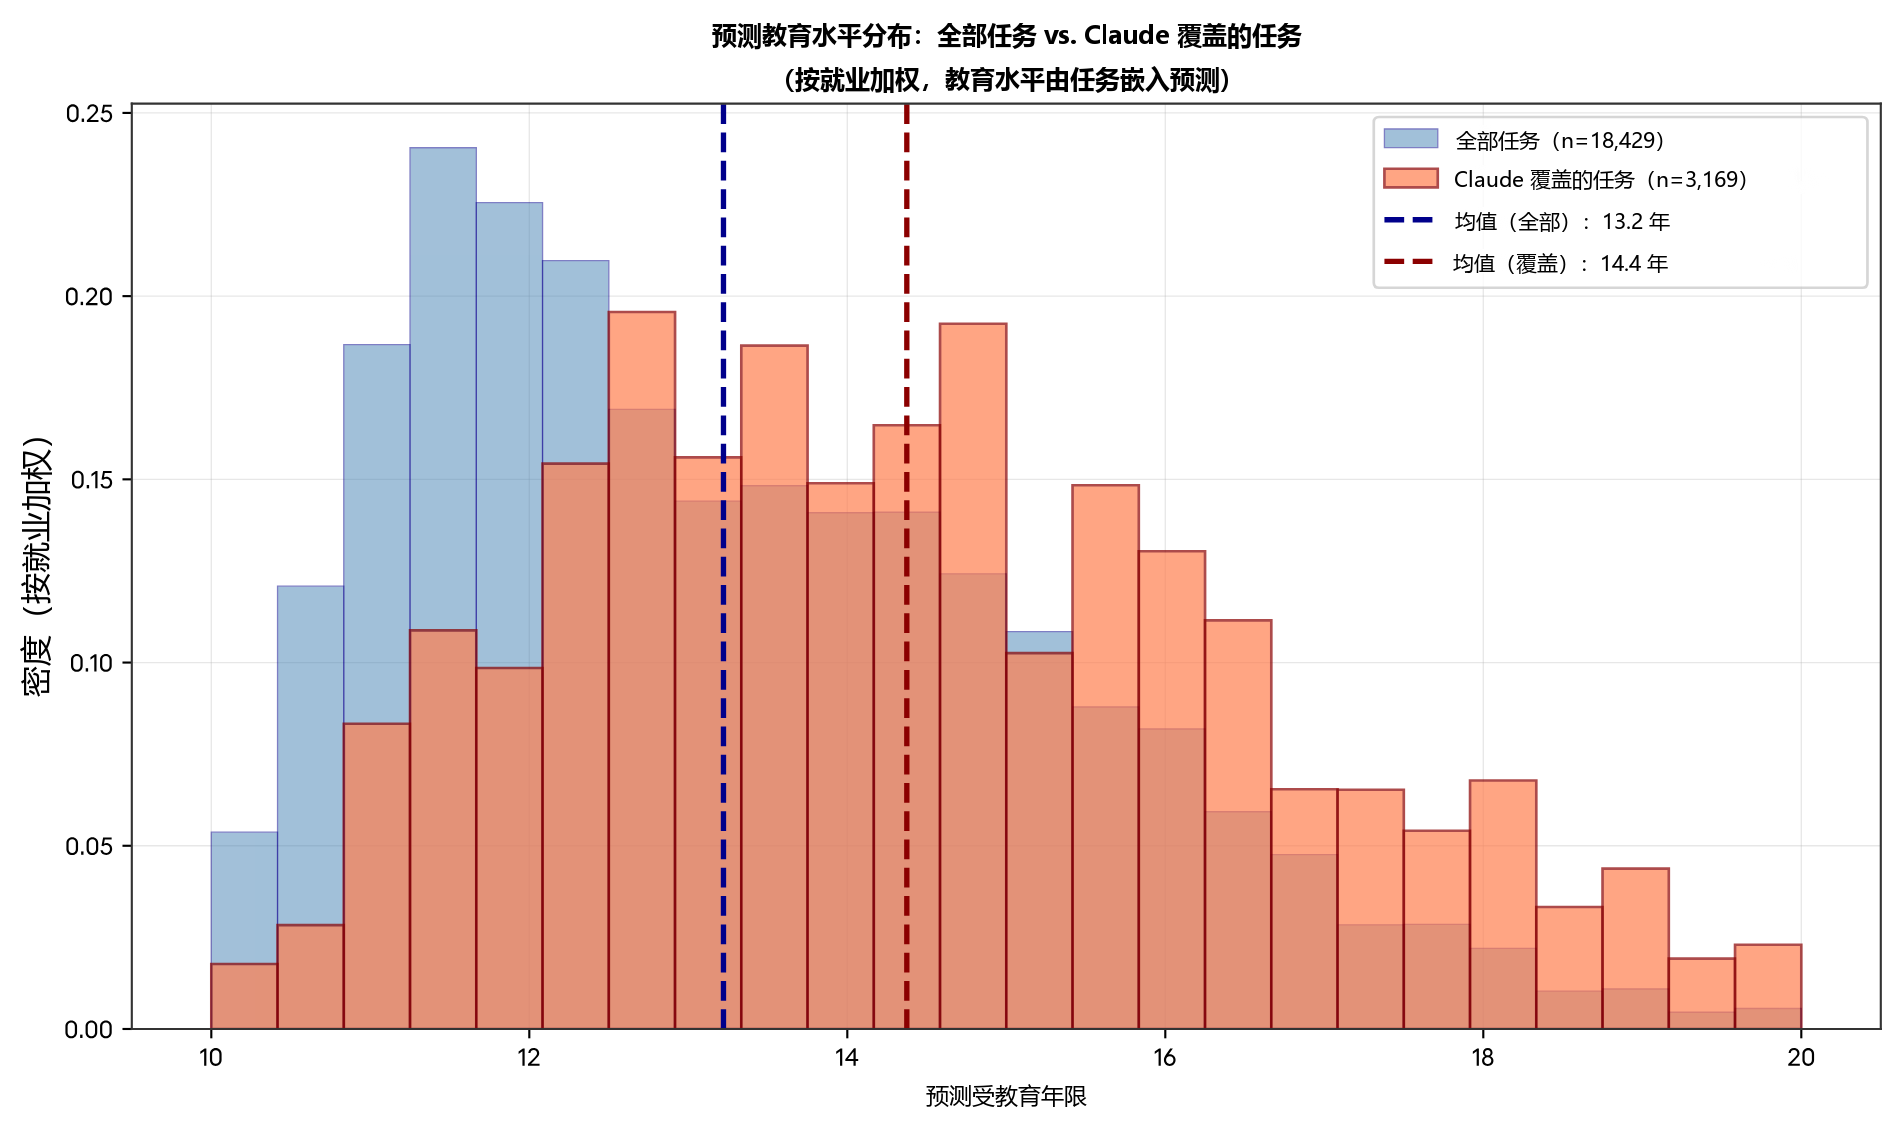 预测教育水平分布：全部任务 vs. Claude 覆盖的任务
（按就业加权，教育水平由任务嵌入预测）
全部任务（n=18,429）
Claude 覆盖的任务（n=3,169）
均值（全部）：13.2 年
均值（覆盖）：14.4 年
密度（按就业加权）
0.25
0.20
0.15
0.10
0.05
0.00
10
12
14
16
18
20
预测受教育年限